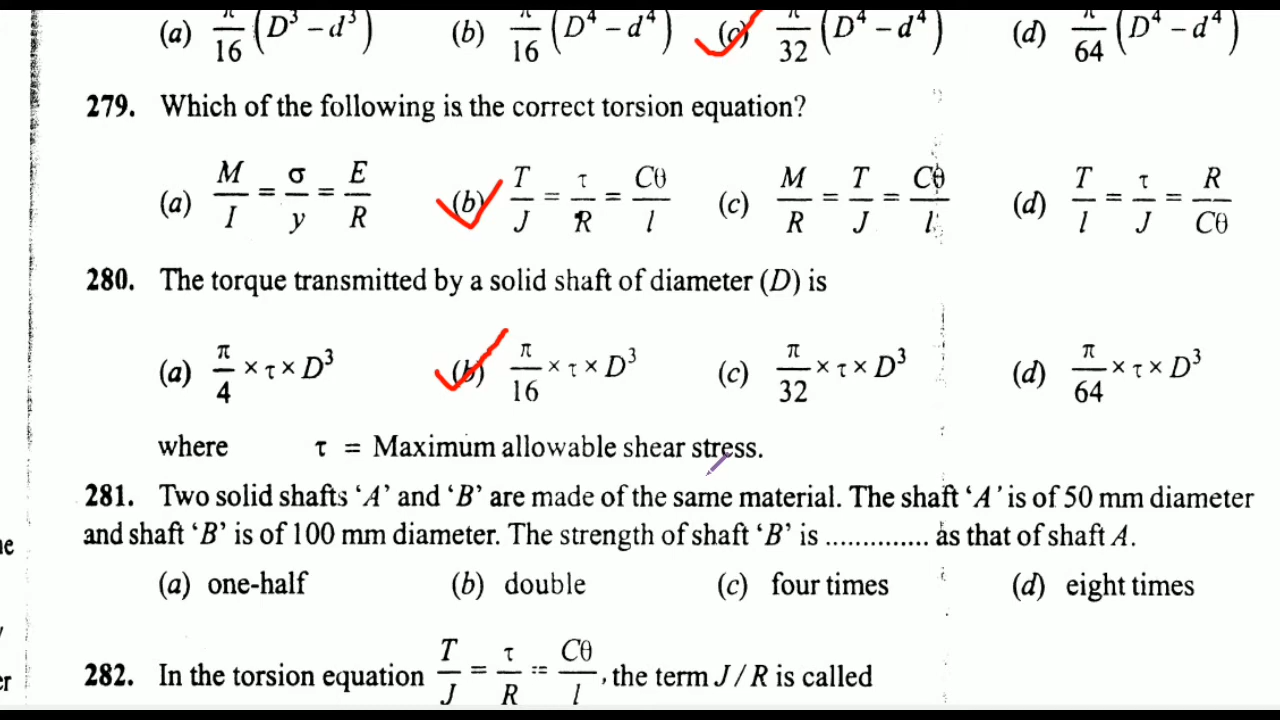 (a) π/16 (D³ − d³) (b) π/16 (D⁴ − d⁴) (c) π/32 (D⁴ − d⁴) (d) π/64 (D⁴ − d⁴)
279. Which of the following is the correct torsion equation?
(a) M/I = σ/y = E/R (b) T/J = τ/R = Cθ/l (c) M/R = T/J = Cθ/l (d) T/l = τ/J = R/Cθ
280. The torque transmitted by a solid shaft of diameter (D) is
(a) π/4 × τ × D³ (b) π/16 × τ × D³ (c) π/32 × τ × D³ (d) π/64 × τ × D³
where τ = Maximum allowable shear stress.
281. Two solid shafts ‘A’ and ‘B’ are made of the same material. The shaft ‘A’ is of 50 mm diameter
and shaft ‘B’ is of 100 mm diameter. The strength of shaft ‘B’ is .............. as that of shaft A.
(a) one-half (b) double (c) four times (d) eight times
282. In the torsion equation T/J = τ/R = Cθ/l, the term J/R is called